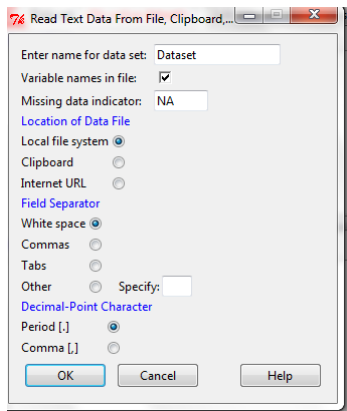 Read Text Data From File, Clipboard,...
Enter name for data set: Dataset
Variable names in file:
Missing data indicator: NA
Location of Data File
Local file system
Clipboard
Internet URL
Field Separator
White space
Commas
Tabs
Other Specify:
Decimal-Point Character
Period [.]
Comma [,]
OK Cancel Help